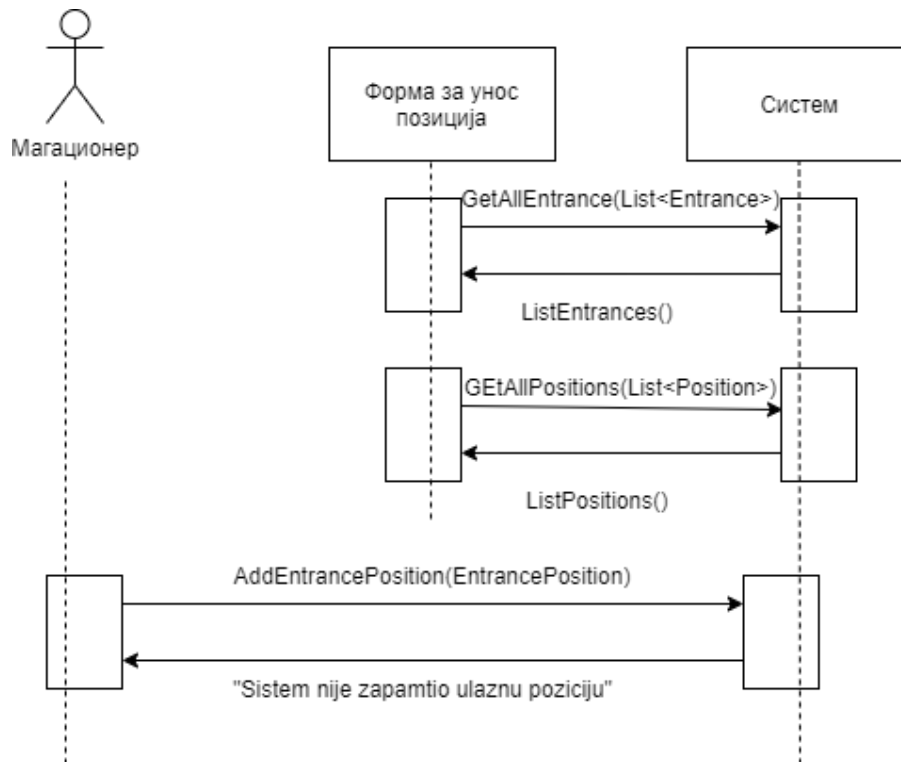 Форма за унос
позиција
Систем
Магационер
GetAllEntrance(List<Entrance>)
ListEntrances()
GEtAllPositions(List<Position>)
ListPositions()
AddEntrancePosition(EntrancePosition)
"Sistem nije zapamtio ulaznu poziciju"